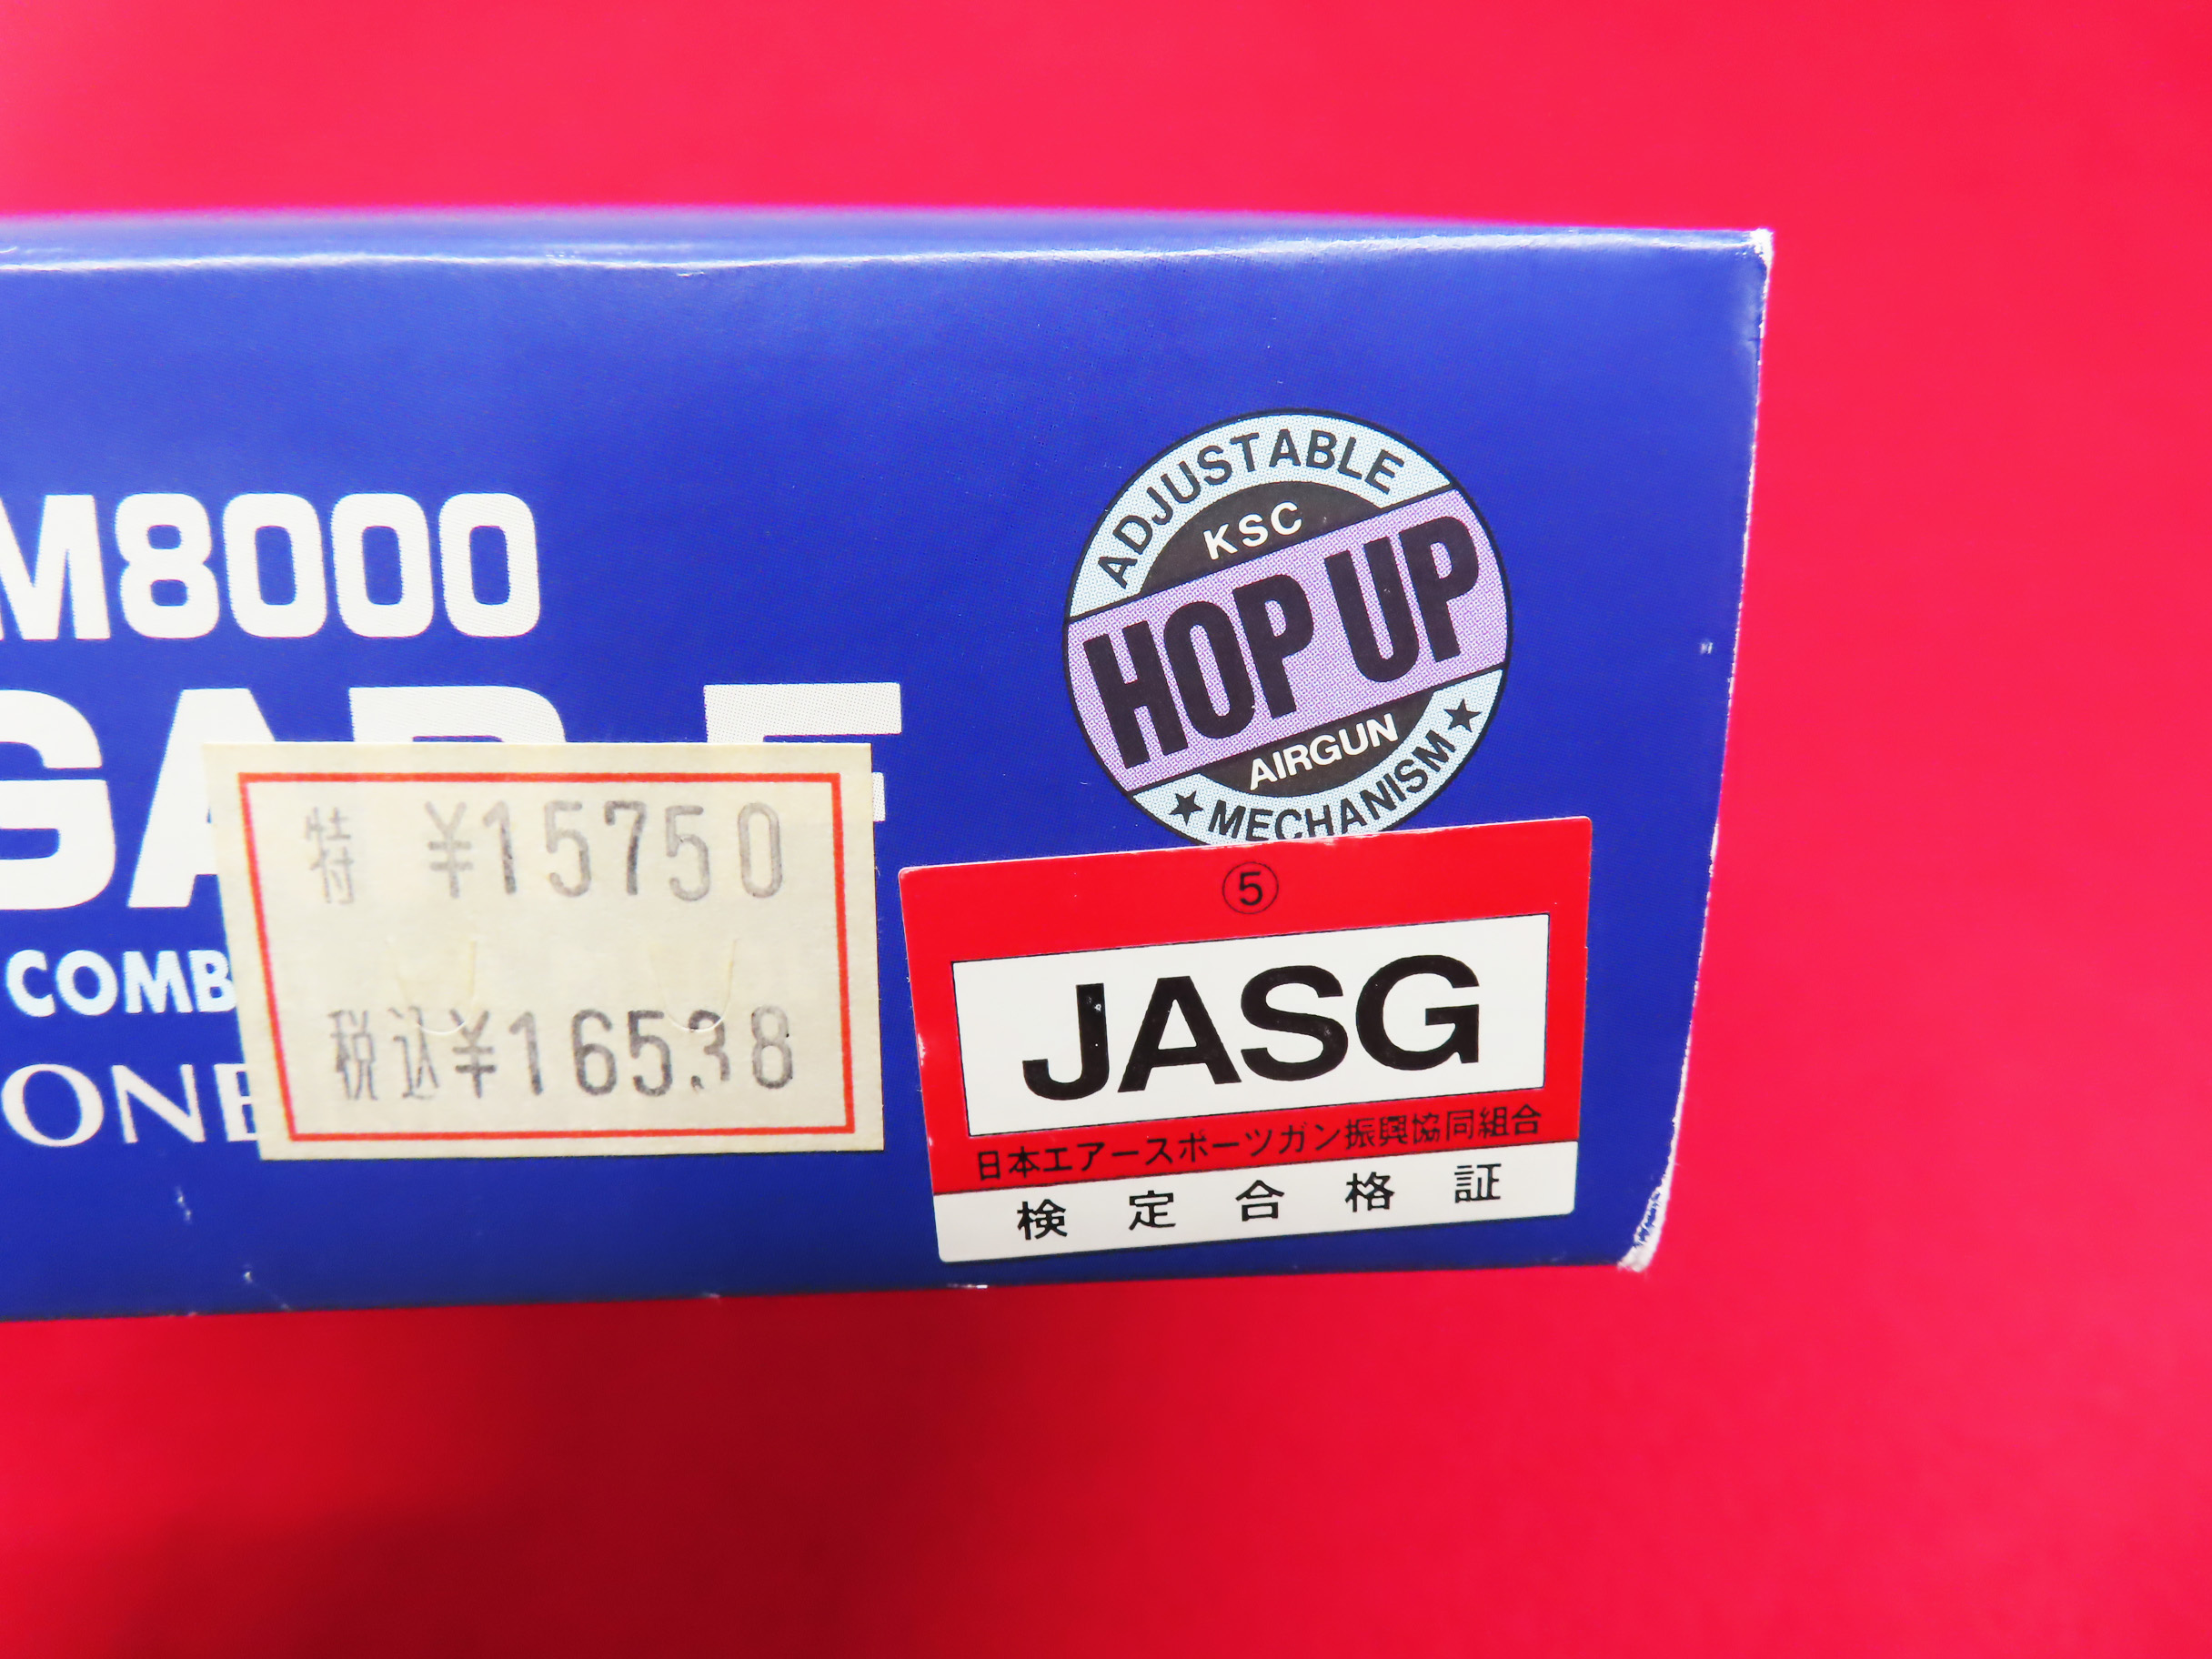 M8000
COMB
ONE
特 ¥15750
税込¥16538
ADJUSTABLE
KSC
HOP UP
AIRGUN
★MECHANISM★
⑤
JASG
日本エアースポーツガン振興協同組合
検定合格証